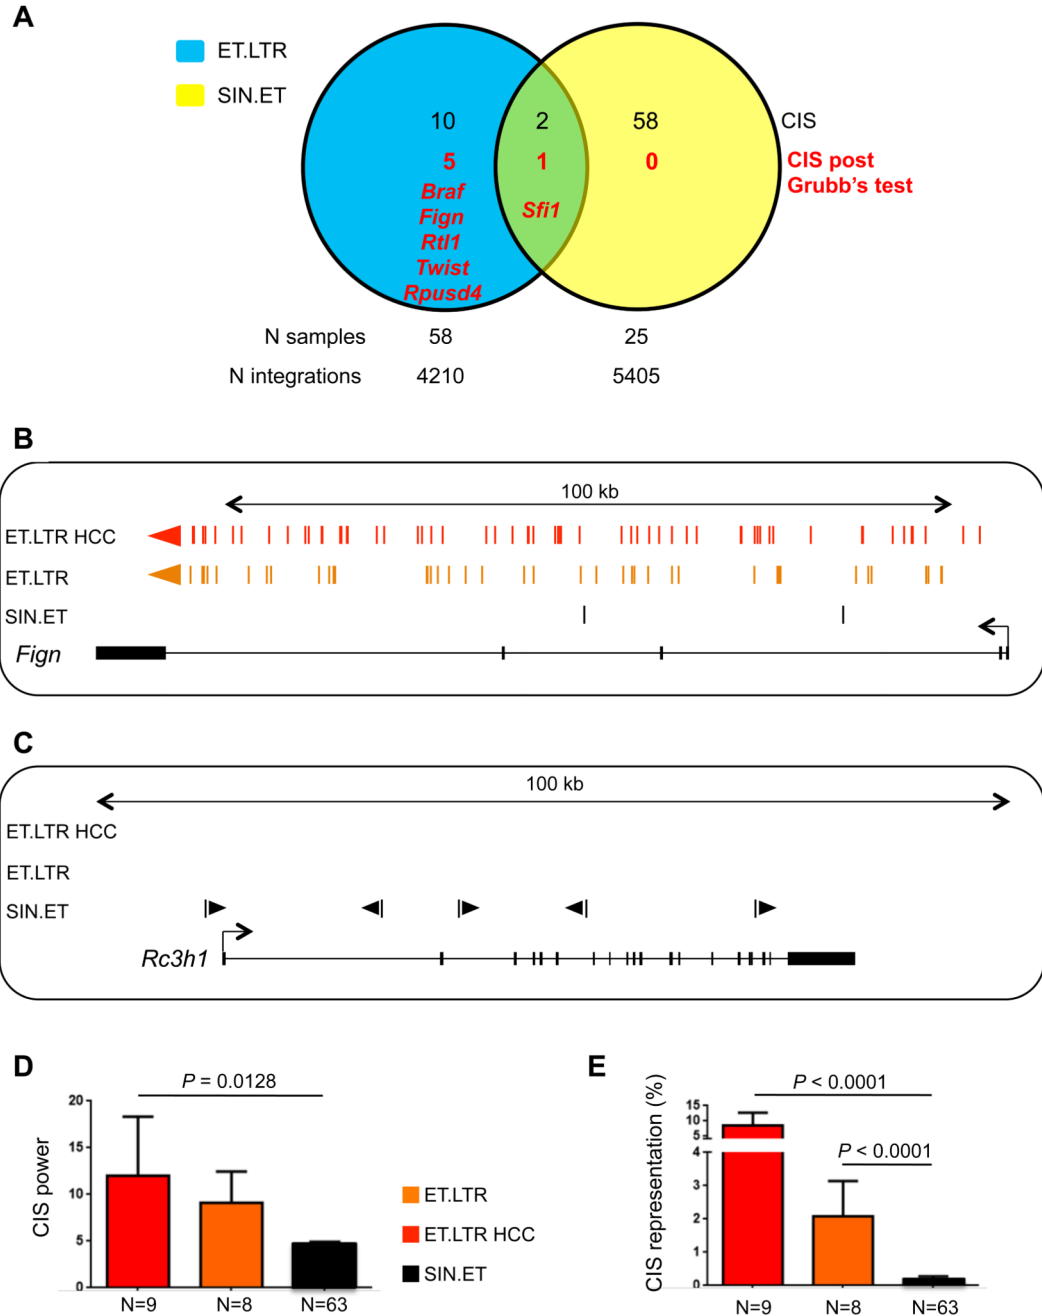 A
ET.LTR
SIN.ET
10 2 58 CIS
5 1 0 CIS post
Grubb's test
Braf
Fign Sfi1
Rtl1
Twist
Rpusd4
N samples 58 25
N integrations 4210 5405
B
100 kb
ET.LTR HCC
ET.LTR
SIN.ET
Fign
C
100 kb
ET.LTR HCC
ET.LTR
SIN.ET
Rc3h1
D
P = 0.0128
CIS power
20
15
10
5
0
N=9 N=8 N=63
ET.LTR
ET.LTR HCC
SIN.ET
E
P < 0.0001
P < 0.0001
CIS representation (%)
15
10
5
4
3
2
1
0
N=9 N=8 N=63